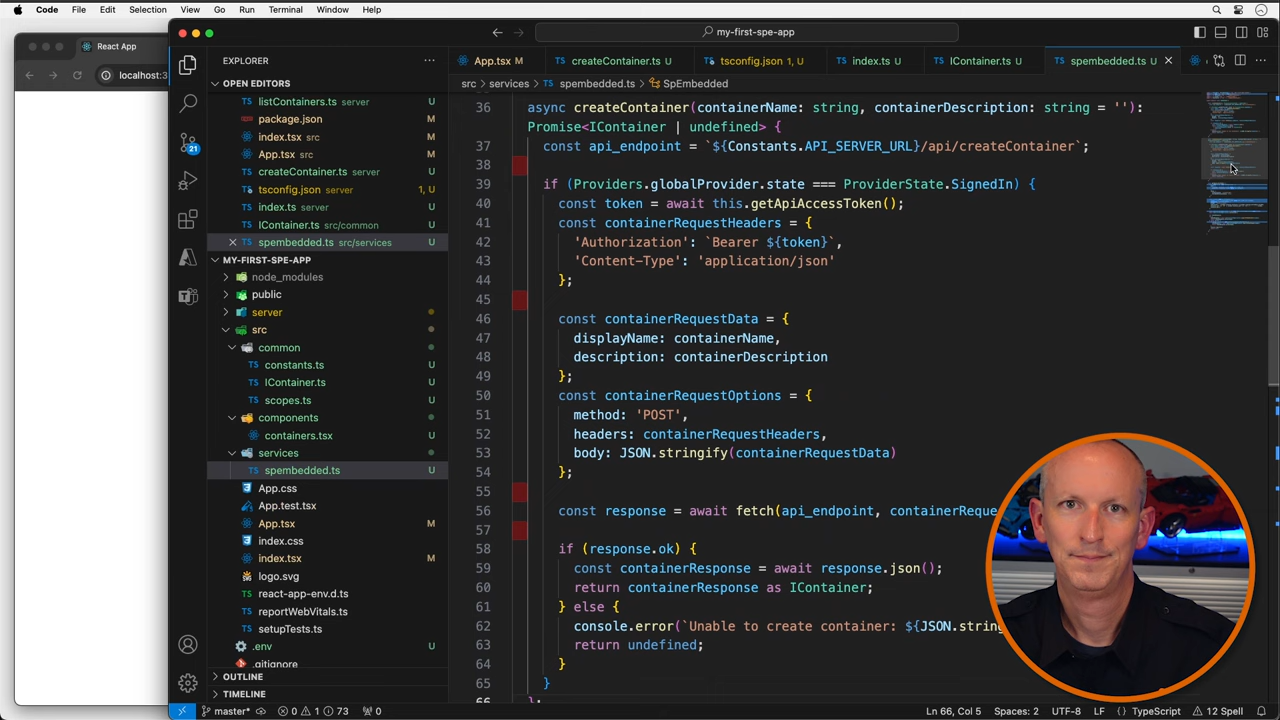 Code File Edit Selection View Go Run Terminal Window Help
React App
localhost:3
my-first-spe-app
EXPLORER
OPEN EDITORS
listContainers.ts server U
package.json M
index.tsx src M
App.tsx M
createContainer.ts server U
tsconfig.json server 1, U
index.ts server U
IContainer.ts src/common U
spembedded.ts src/services U
MY-FIRST-SPE-APP
node_modules
public
server
src
common
constants.ts U
IContainer.ts U
scopes.ts U
components
containers.tsx U
services
spembedded.ts U
App.css
App.test.tsx
App.tsx M
index.css
index.tsx M
logo.svg
react-app-env.d.ts
reportWebVitals.ts
setupTests.ts
.env U
.gitignore
OUTLINE
TIMELINE
21
App.tsx M
createContainer.ts U
tsconfig.json 1, U
index.ts U
IContainer.ts U
spembedded.ts U
src > services > spembedded.ts > SpEmbedded
36 async createContainer(containerName: string, containerDescription: string = ''):
Promise<IContainer | undefined> {
37 const api_endpoint = `${Constants.API_SERVER_URL}/api/createContainer`;
38
39 if (Providers.globalProvider.state === ProviderState.SignedIn) {
40 const token = await this.getApiAccessToken();
41 const containerRequestHeaders = {
42 'Authorization': `Bearer ${token}`,
43 'Content-Type': 'application/json'
44 };
45
46 const containerRequestData = {
47 displayName: containerName,
48 description: containerDescription
49 };
50 const containerRequestOptions = {
51 method: 'POST',
52 headers: containerRequestHeaders,
53 body: JSON.stringify(containerRequestData)
54 };
55
56 const response = await fetch(api_endpoint, containerReque
57
58 if (response.ok) {
59 const containerResponse = await response.json();
60 return containerResponse as IContainer;
61 } else {
62 console.error(`Unable to create container: ${JSON.string
63 return undefined;
64 }
65 }
66 };
master* 0 1 73 0
Ln 66, Col 5 Spaces: 2 UTF-8 LF {} TypeScript 12 Spell